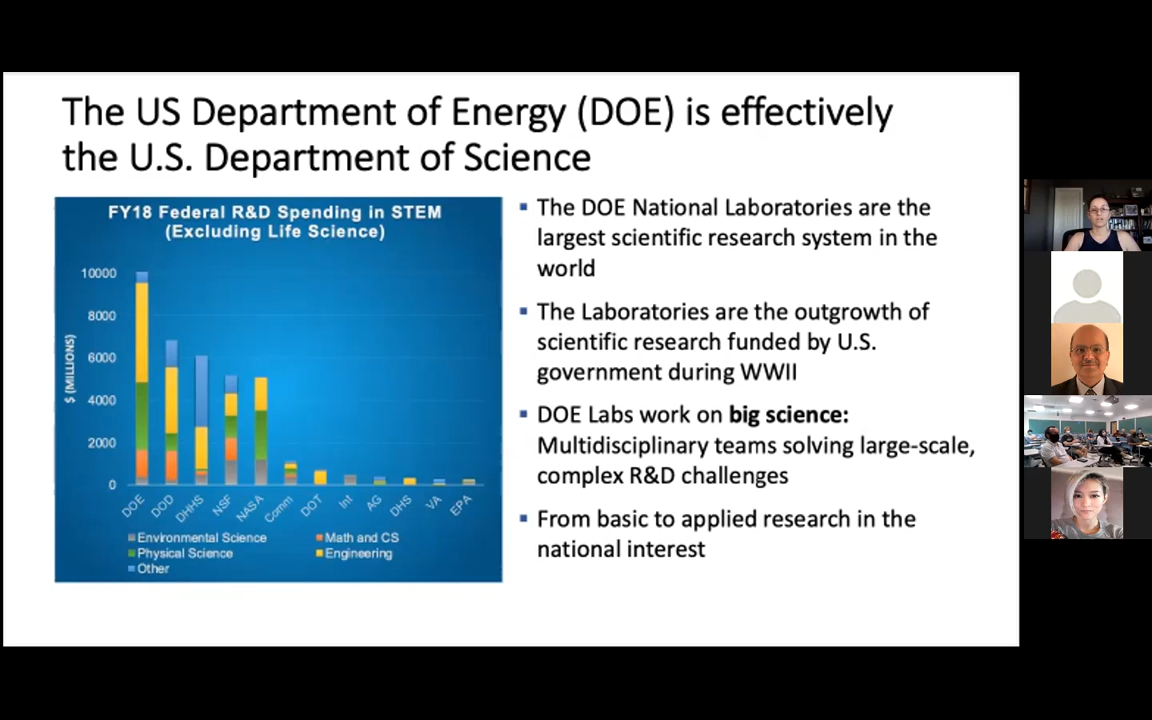 The US Department of Energy (DOE) is effectively
the U.S. Department of Science
FY18 Federal R&D Spending in STEM
(Excluding Life Science)
$ (MILLIONS)
10000
8000
6000
4000
2000
0
DOE
DOD
DHHS
NSF
NASA
Comm
DOT
Int
AG
DHS
VA
EPA
Environmental Science
Math and CS
Physical Science
Engineering
Other
▪ The DOE National Laboratories are the
largest scientific research system in the
world
▪ The Laboratories are the outgrowth of
scientific research funded by U.S.
government during WWII
▪ DOE Labs work on big science:
Multidisciplinary teams solving large-scale,
complex R&D challenges
▪ From basic to applied research in the
national interest